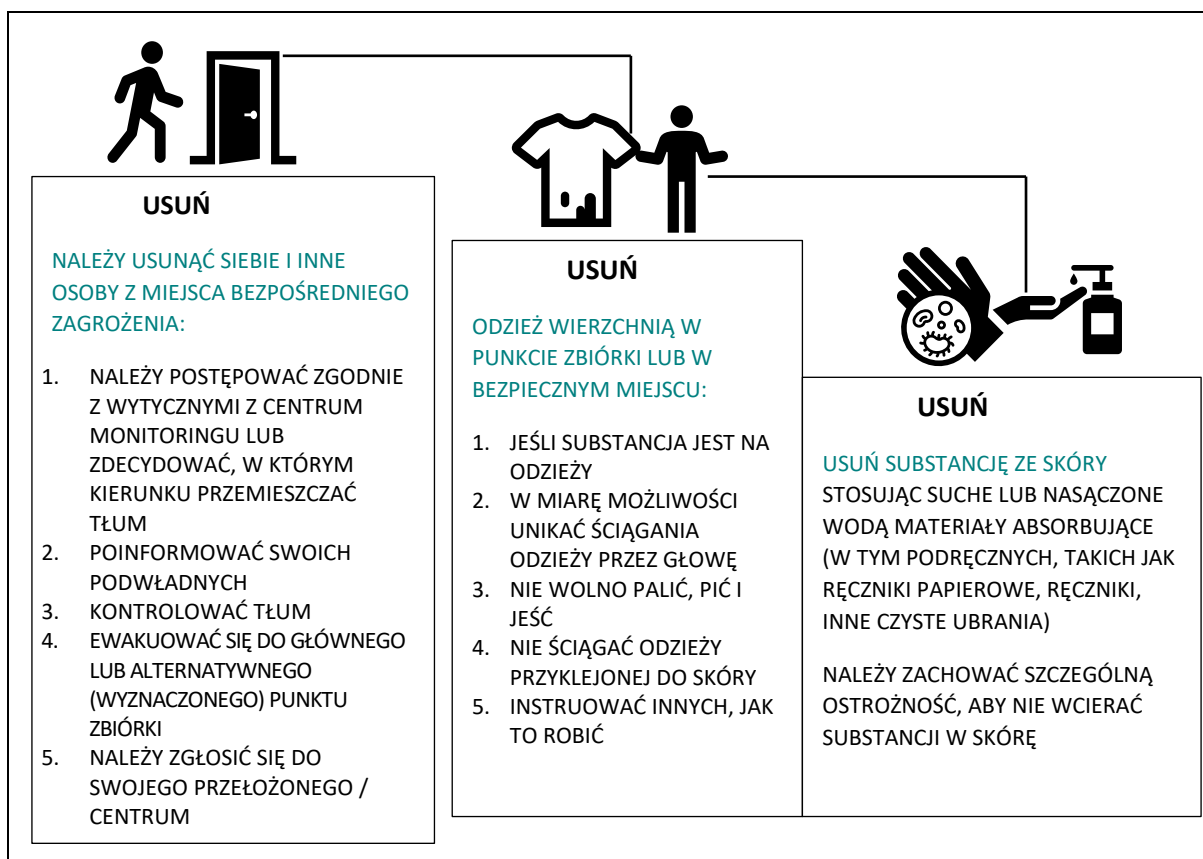 USUŃ
NALEŻY USUNĄĆ SIEBIE I INNE
OSOBY Z MIEJSCA BEZPOŚREDNIEGO
ZAGROŻENIA:
1. NALEŻY POSTĘPOWAĆ ZGODNIE
Z WYTYCZNYMI Z CENTRUM
MONITORINGU LUB
ZDECYDOWAĆ, W KTÓRYM
KIERUNKU PRZEMIESZCZAĆ
TŁUM
2. POINFORMOWAĆ SWOICH
PODWŁADNYCH
3. KONTROLOWAĆ TŁUM
4. EWAKUOWAĆ SIĘ DO GŁÓWNEGO
LUB ALTERNATYWNEGO
(WYZNACZONEGO) PUNKTU
ZBIÓRKI
5. NALEŻY ZGŁOSIĆ SIĘ DO
SWOJEGO PRZEŁOŻONEGO /
CENTRUM
USUŃ
ODZIEŻ WIERZCHNIĄ W
PUNKCIE ZBIÓRKI LUB W
BEZPIECZNYM MIEJSCU:
1. JEŚLI SUBSTANCJA JEST NA
ODZIEŻY
2. W MIARĘ MOŻLIWOŚCI
UNIKAĆ ŚCIĄGANIA
ODZIEŻY PRZEZ GŁOWĘ
3. NIE WOLNO PALIĆ, PIĆ I
JEŚĆ
4. NIE ŚCIĄGAĆ ODZIEŻY
PRZYKLEJONEJ DO SKÓRY
5. INSTRUOWAĆ INNYCH, JAK
TO ROBIĆ
USUŃ
USUŃ SUBSTANCJĘ ZE SKÓRY
STOSUJĄC SUCHE LUB NASĄCZONE
WODĄ MATERIAŁY ABSORBUJĄCE
(W TYM PODRĘCZNYCH, TAKICH JAK
RĘCZNIKI PAPIEROWE, RĘCZNIKI,
INNE CZYSTE UBRANIA)
NALEŻY ZACHOWAĆ SZCZEGÓLNĄ
OSTROŻNOŚĆ, ABY NIE WCIERAĆ
SUBSTANCJI W SKÓRĘ